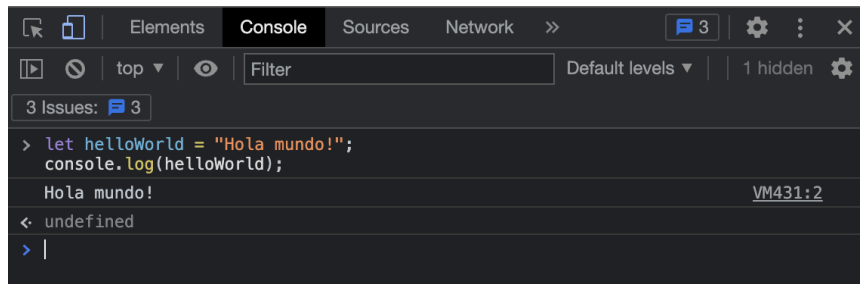 Elements Console Sources Network » 3
top ▼ Filter Default levels ▼ 1 hidden
3 Issues: 3
> let helloWorld = "Hola mundo!";
console.log(helloWorld);
Hola mundo! VM431:2
undefined
>